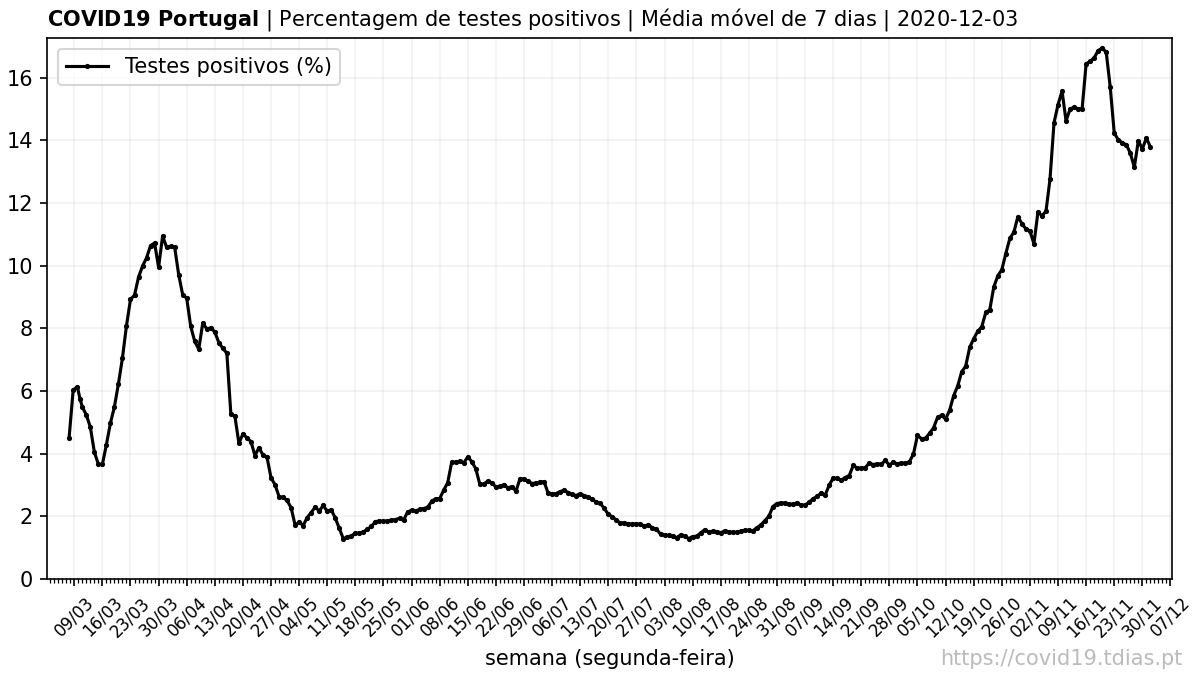 COVID19 Portugal | Percentagem de testes positivos | Média móvel de 7 dias | 2020-12-03
Testes positivos (%)
16
14
12
10
8
6
4
2
0
09/03 16/03 23/03 30/03 06/04 13/04 20/04 27/04 04/05 11/05 18/05 25/05 01/06 08/06 15/06 22/06 29/06 06/07 13/07 20/07 27/07 03/08 10/08 17/08 24/08 31/08 07/09 14/09 21/09 28/09 05/10 12/10 19/10 26/10 02/11 09/11 16/11 23/11 30/11 07/12
semana (segunda-feira)
https://covid19.tdias.pt